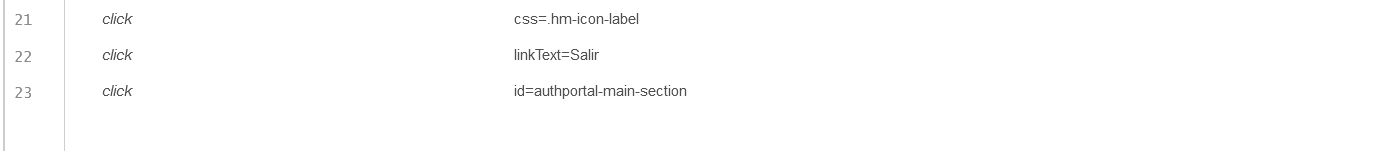 21 click css=.hm-icon-label
22 click linkText=Salir
23 click id=authportal-main-section